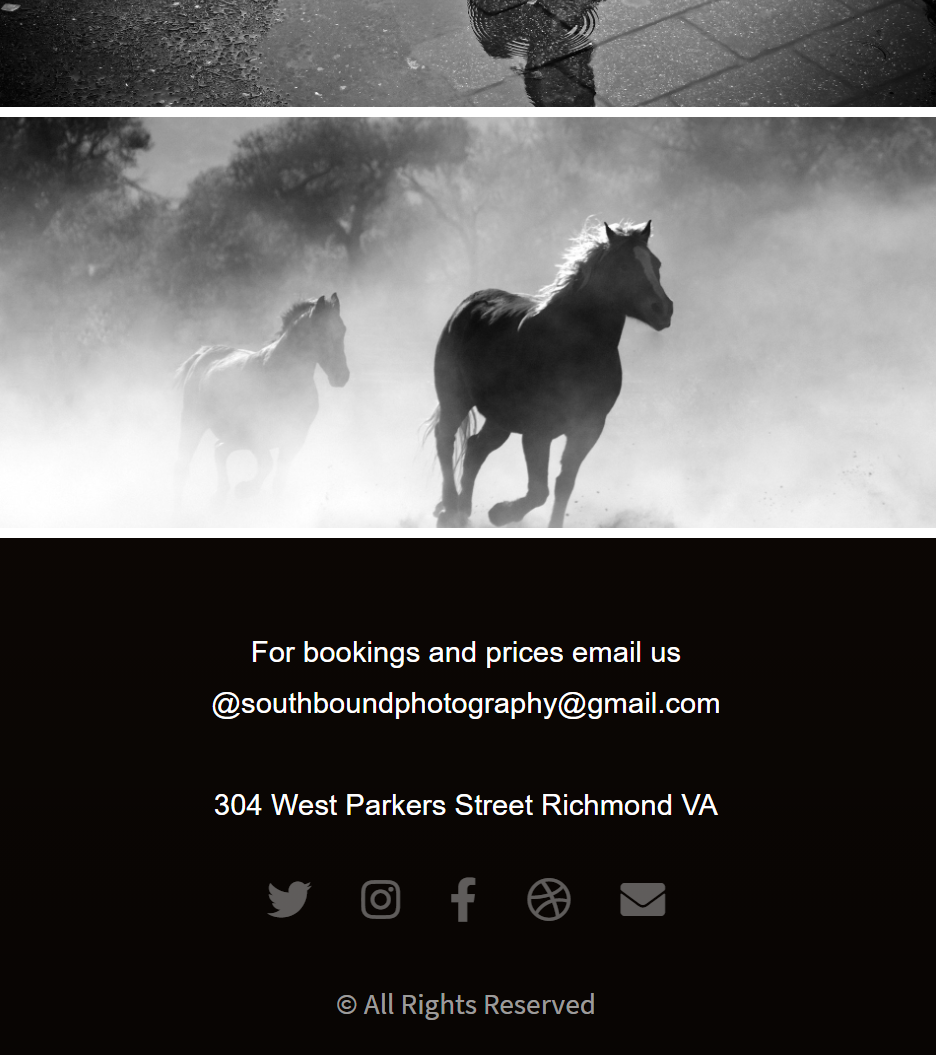 For bookings and prices email us
@southboundphotography@gmail.com
304 West Parkers Street Richmond VA
© All Rights Reserved